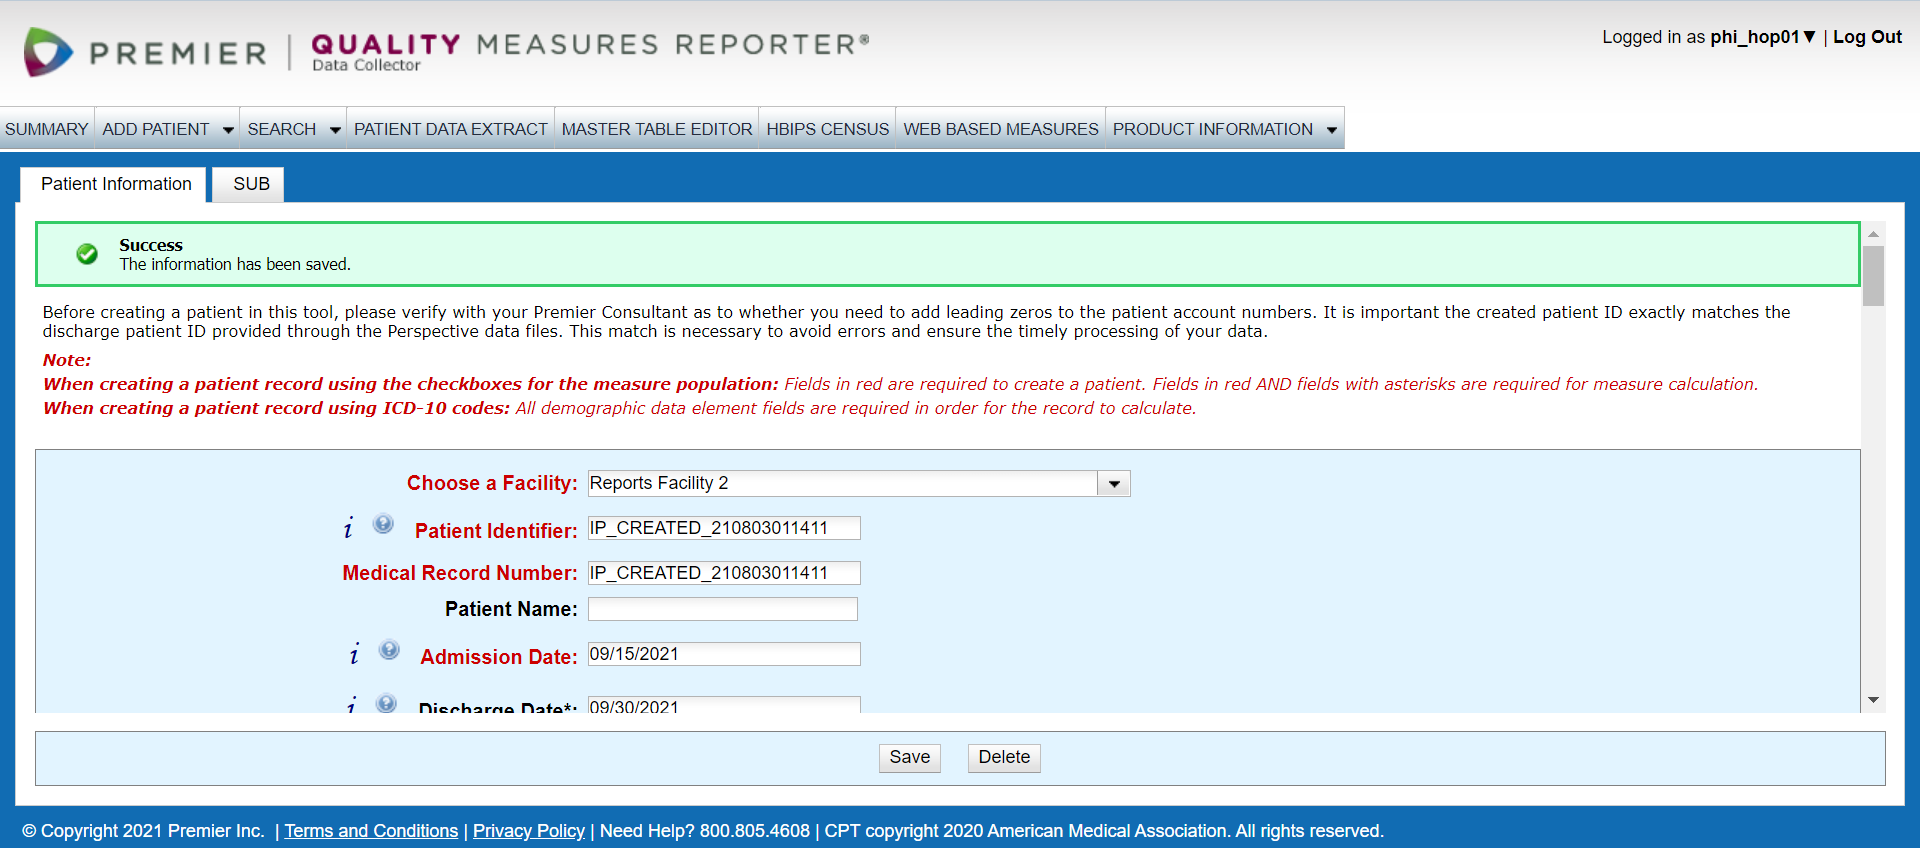 PREMIER | QUALITY MEASURES REPORTER®
Data Collector
Logged in as phi_hop01▼ | Log Out
SUMMARY ADD PATIENT SEARCH PATIENT DATA EXTRACT MASTER TABLE EDITOR HBIPS CENSUS WEB BASED MEASURES PRODUCT INFORMATION
Patient Information SUB
Success
The information has been saved.
Before creating a patient in this tool, please verify with your Premier Consultant as to whether you need to add leading zeros to the patient account numbers. It is important the created patient ID exactly matches the
discharge patient ID provided through the Perspective data files. This match is necessary to avoid errors and ensure the timely processing of your data.
Note:
When creating a patient record using the checkboxes for the measure population: Fields in red are required to create a patient. Fields in red AND fields with asterisks are required for measure calculation.
When creating a patient record using ICD-10 codes: All demographic data element fields are required in order for the record to calculate.
Choose a Facility: Reports Facility 2
i ? Patient Identifier: IP_CREATED_210803011411
Medical Record Number: IP_CREATED_210803011411
Patient Name:
i ? Admission Date: 09/15/2021
i ? Discharge Date*: 09/30/2021
Save Delete
© Copyright 2021 Premier Inc. | Terms and Conditions | Privacy Policy | Need Help? 800.805.4608 | CPT copyright 2020 American Medical Association. All rights reserved.